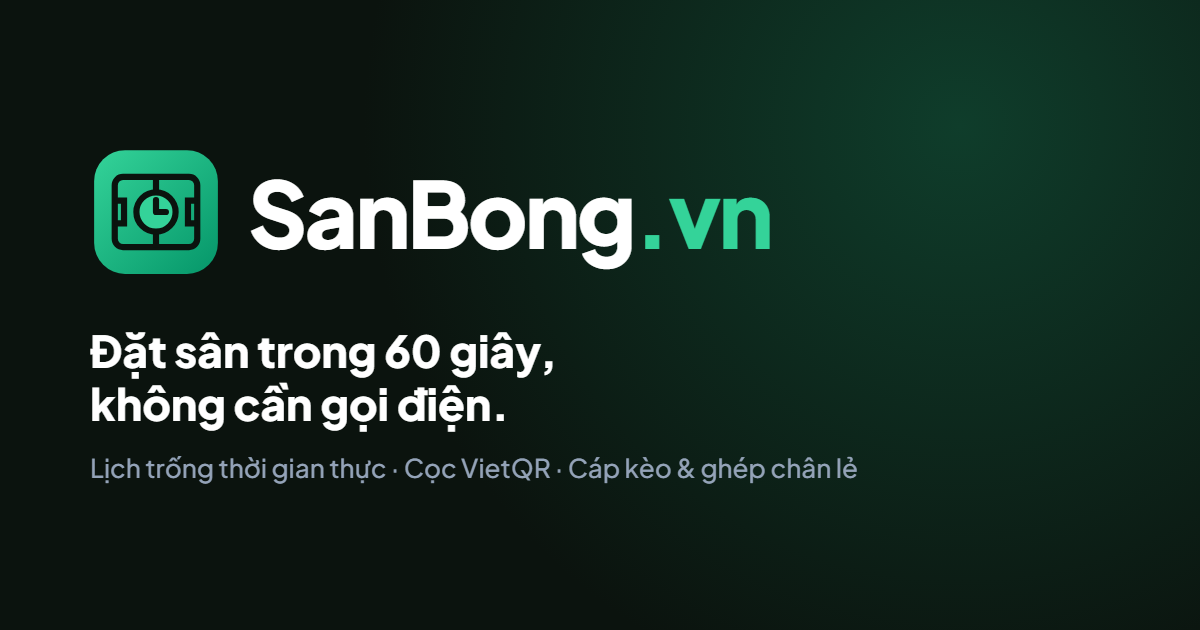 SanBong.vn
Đặt sân trong 60 giây,
không cần gọi điện.
Lịch trống thời gian thực · Cọc VietQR · Cáp kèo & ghép chân lẻ